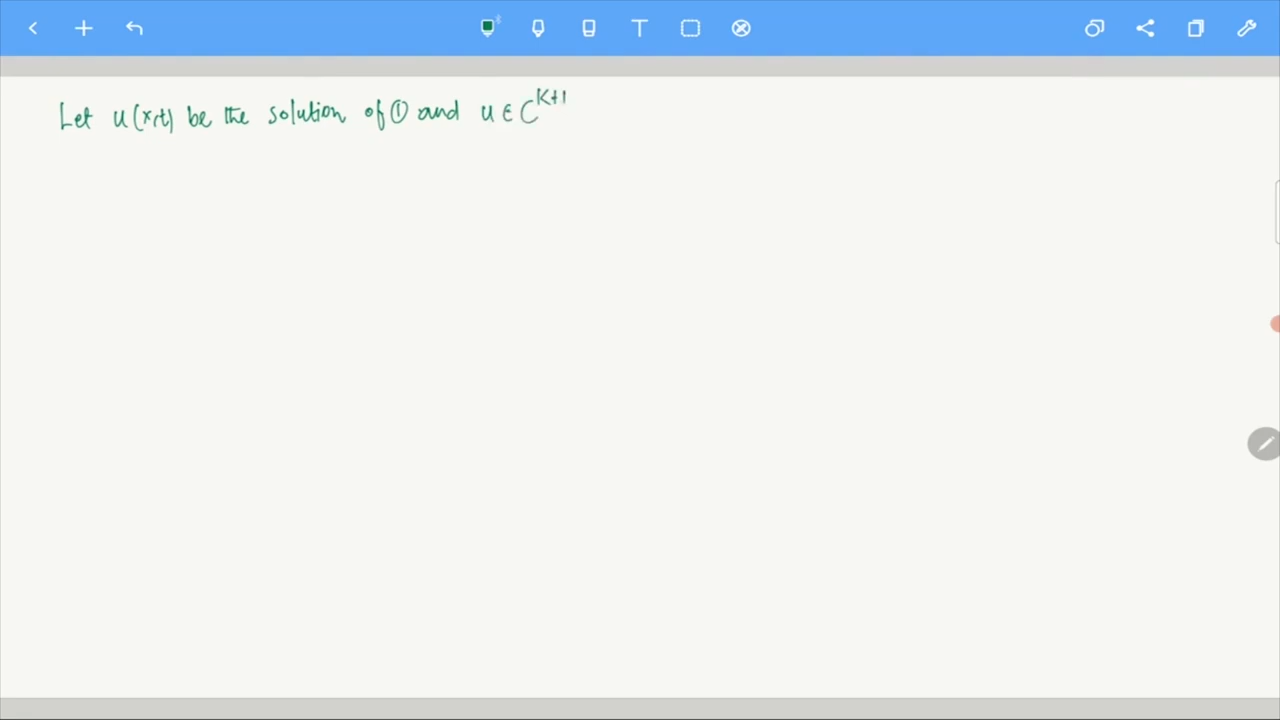 Let u(x,t) be the solution of ① and u ∈ C^{K+1}